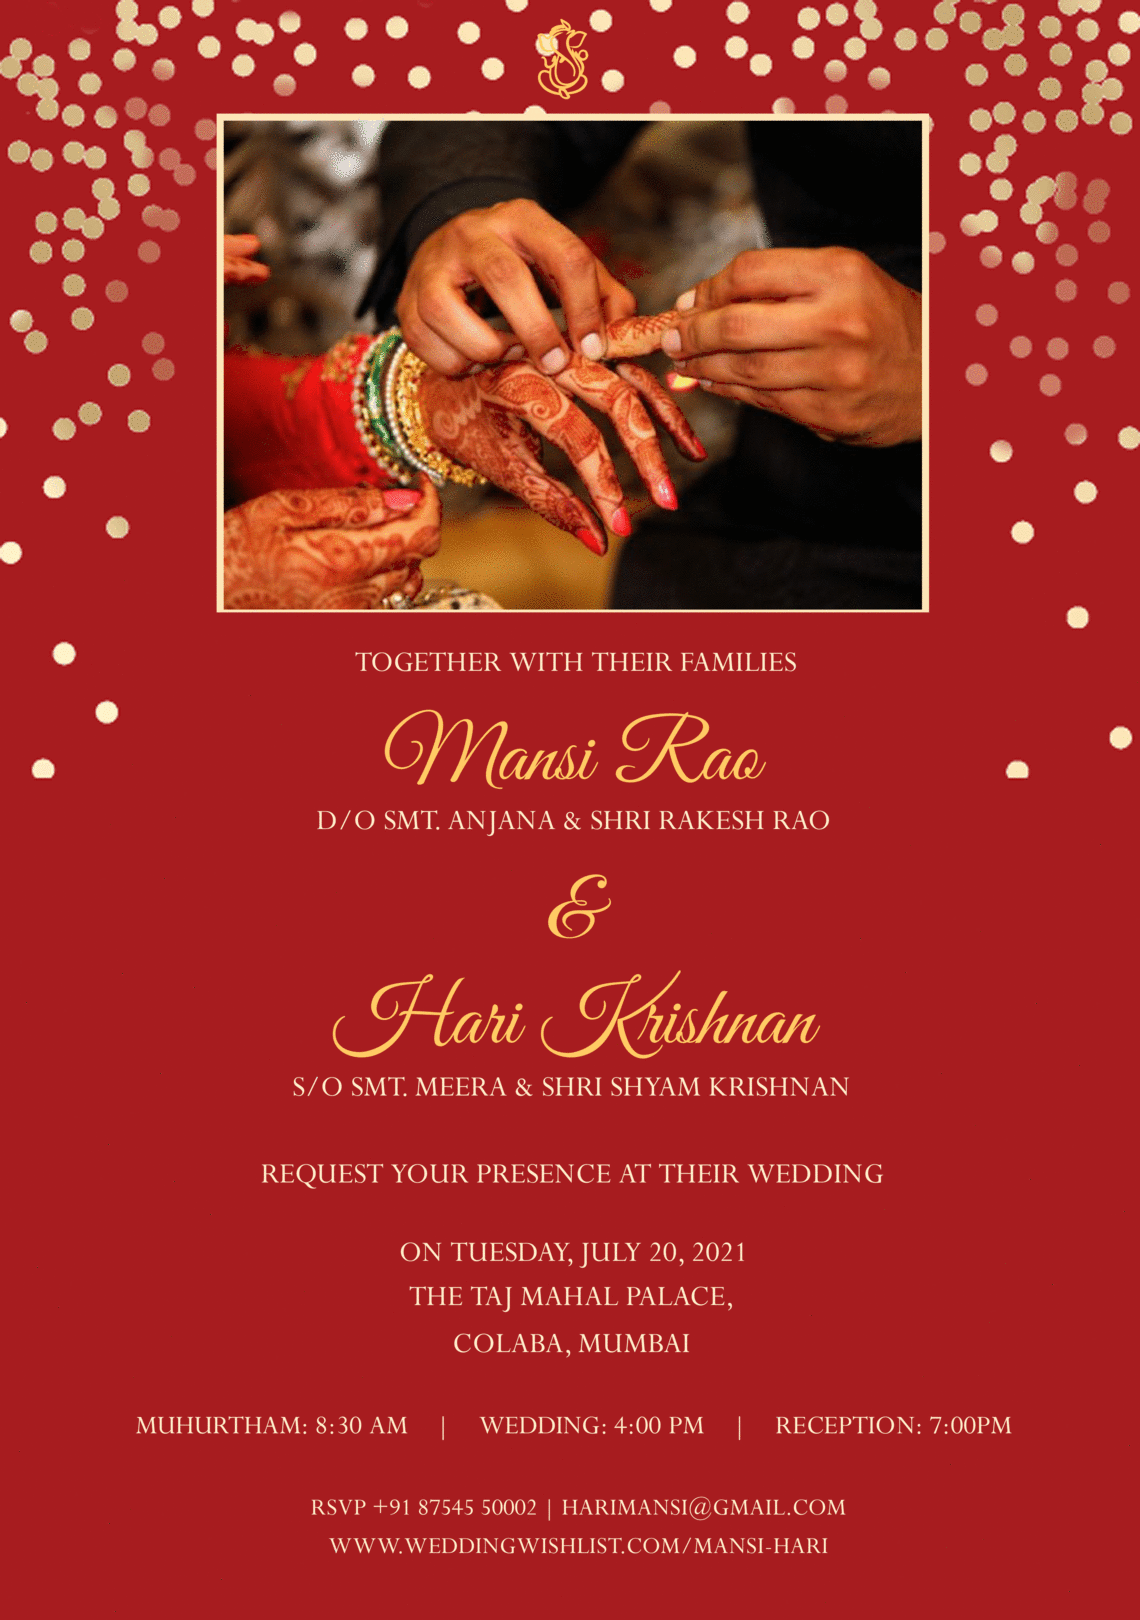 TOGETHER WITH THEIR FAMILIES
Mansi Rao
D/O SMT. ANJANA & SHRI RAKESH RAO
&
Hari Krishnan
S/O SMT. MEERA & SHRI SHYAM KRISHNAN
REQUEST YOUR PRESENCE AT THEIR WEDDING
ON TUESDAY, JULY 20, 2021
THE TAJ MAHAL PALACE,
COLABA, MUMBAI
MUHURTHAM: 8:30 AM | WEDDING: 4:00 PM | RECEPTION: 7:00PM
RSVP +91 87545 50002 | HARIMANSI@GMAIL.COM
WWW.WEDDINGWISHLIST.COM/MANSI-HARI